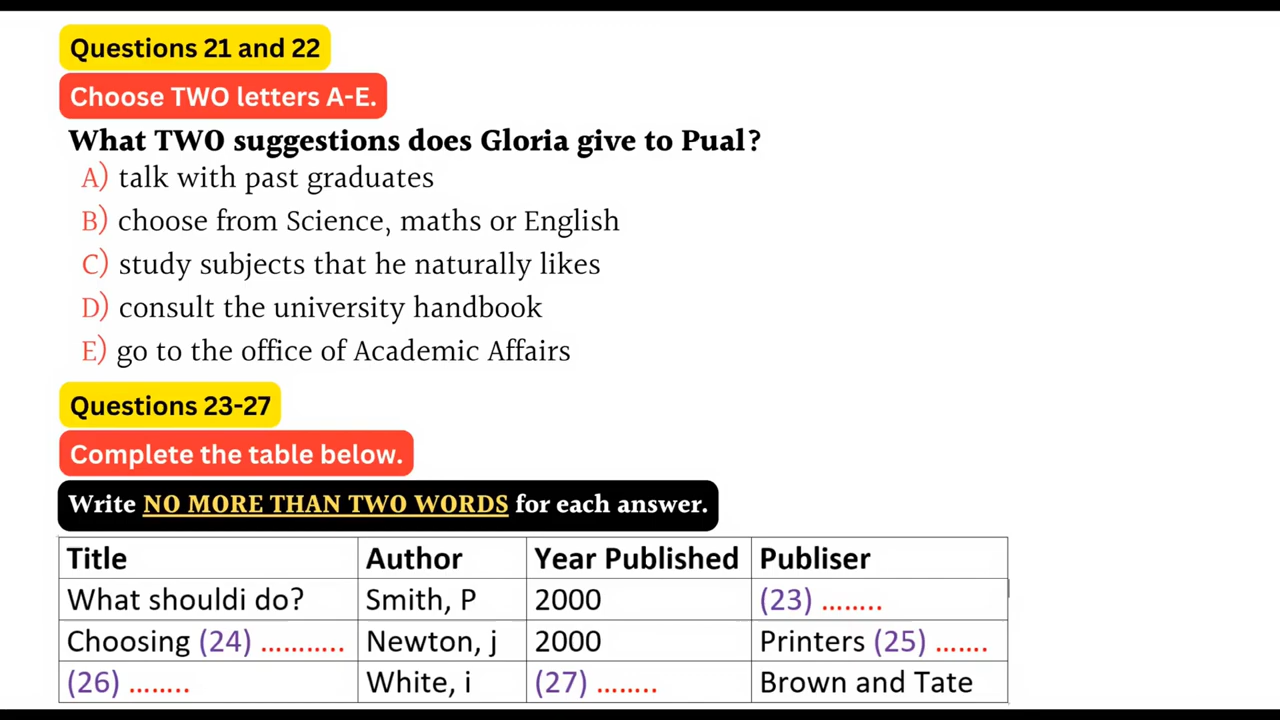 Questions 21 and 22
Choose TWO letters A-E.
What TWO suggestions does Gloria give to Pual?
A) talk with past graduates
B) choose from Science, maths or English
C) study subjects that he naturally likes
D) consult the university handbook
E) go to the office of Academic Affairs
Questions 23-27
Complete the table below.
Write NO MORE THAN TWO WORDS for each answer.
Title Author Year Published Publiser
What shouldi do? Smith, P 2000 (23) ........
Choosing (24) ........... Newton, j 2000 Printers (25) .......
(26) ........ White, i (27) ........ Brown and Tate